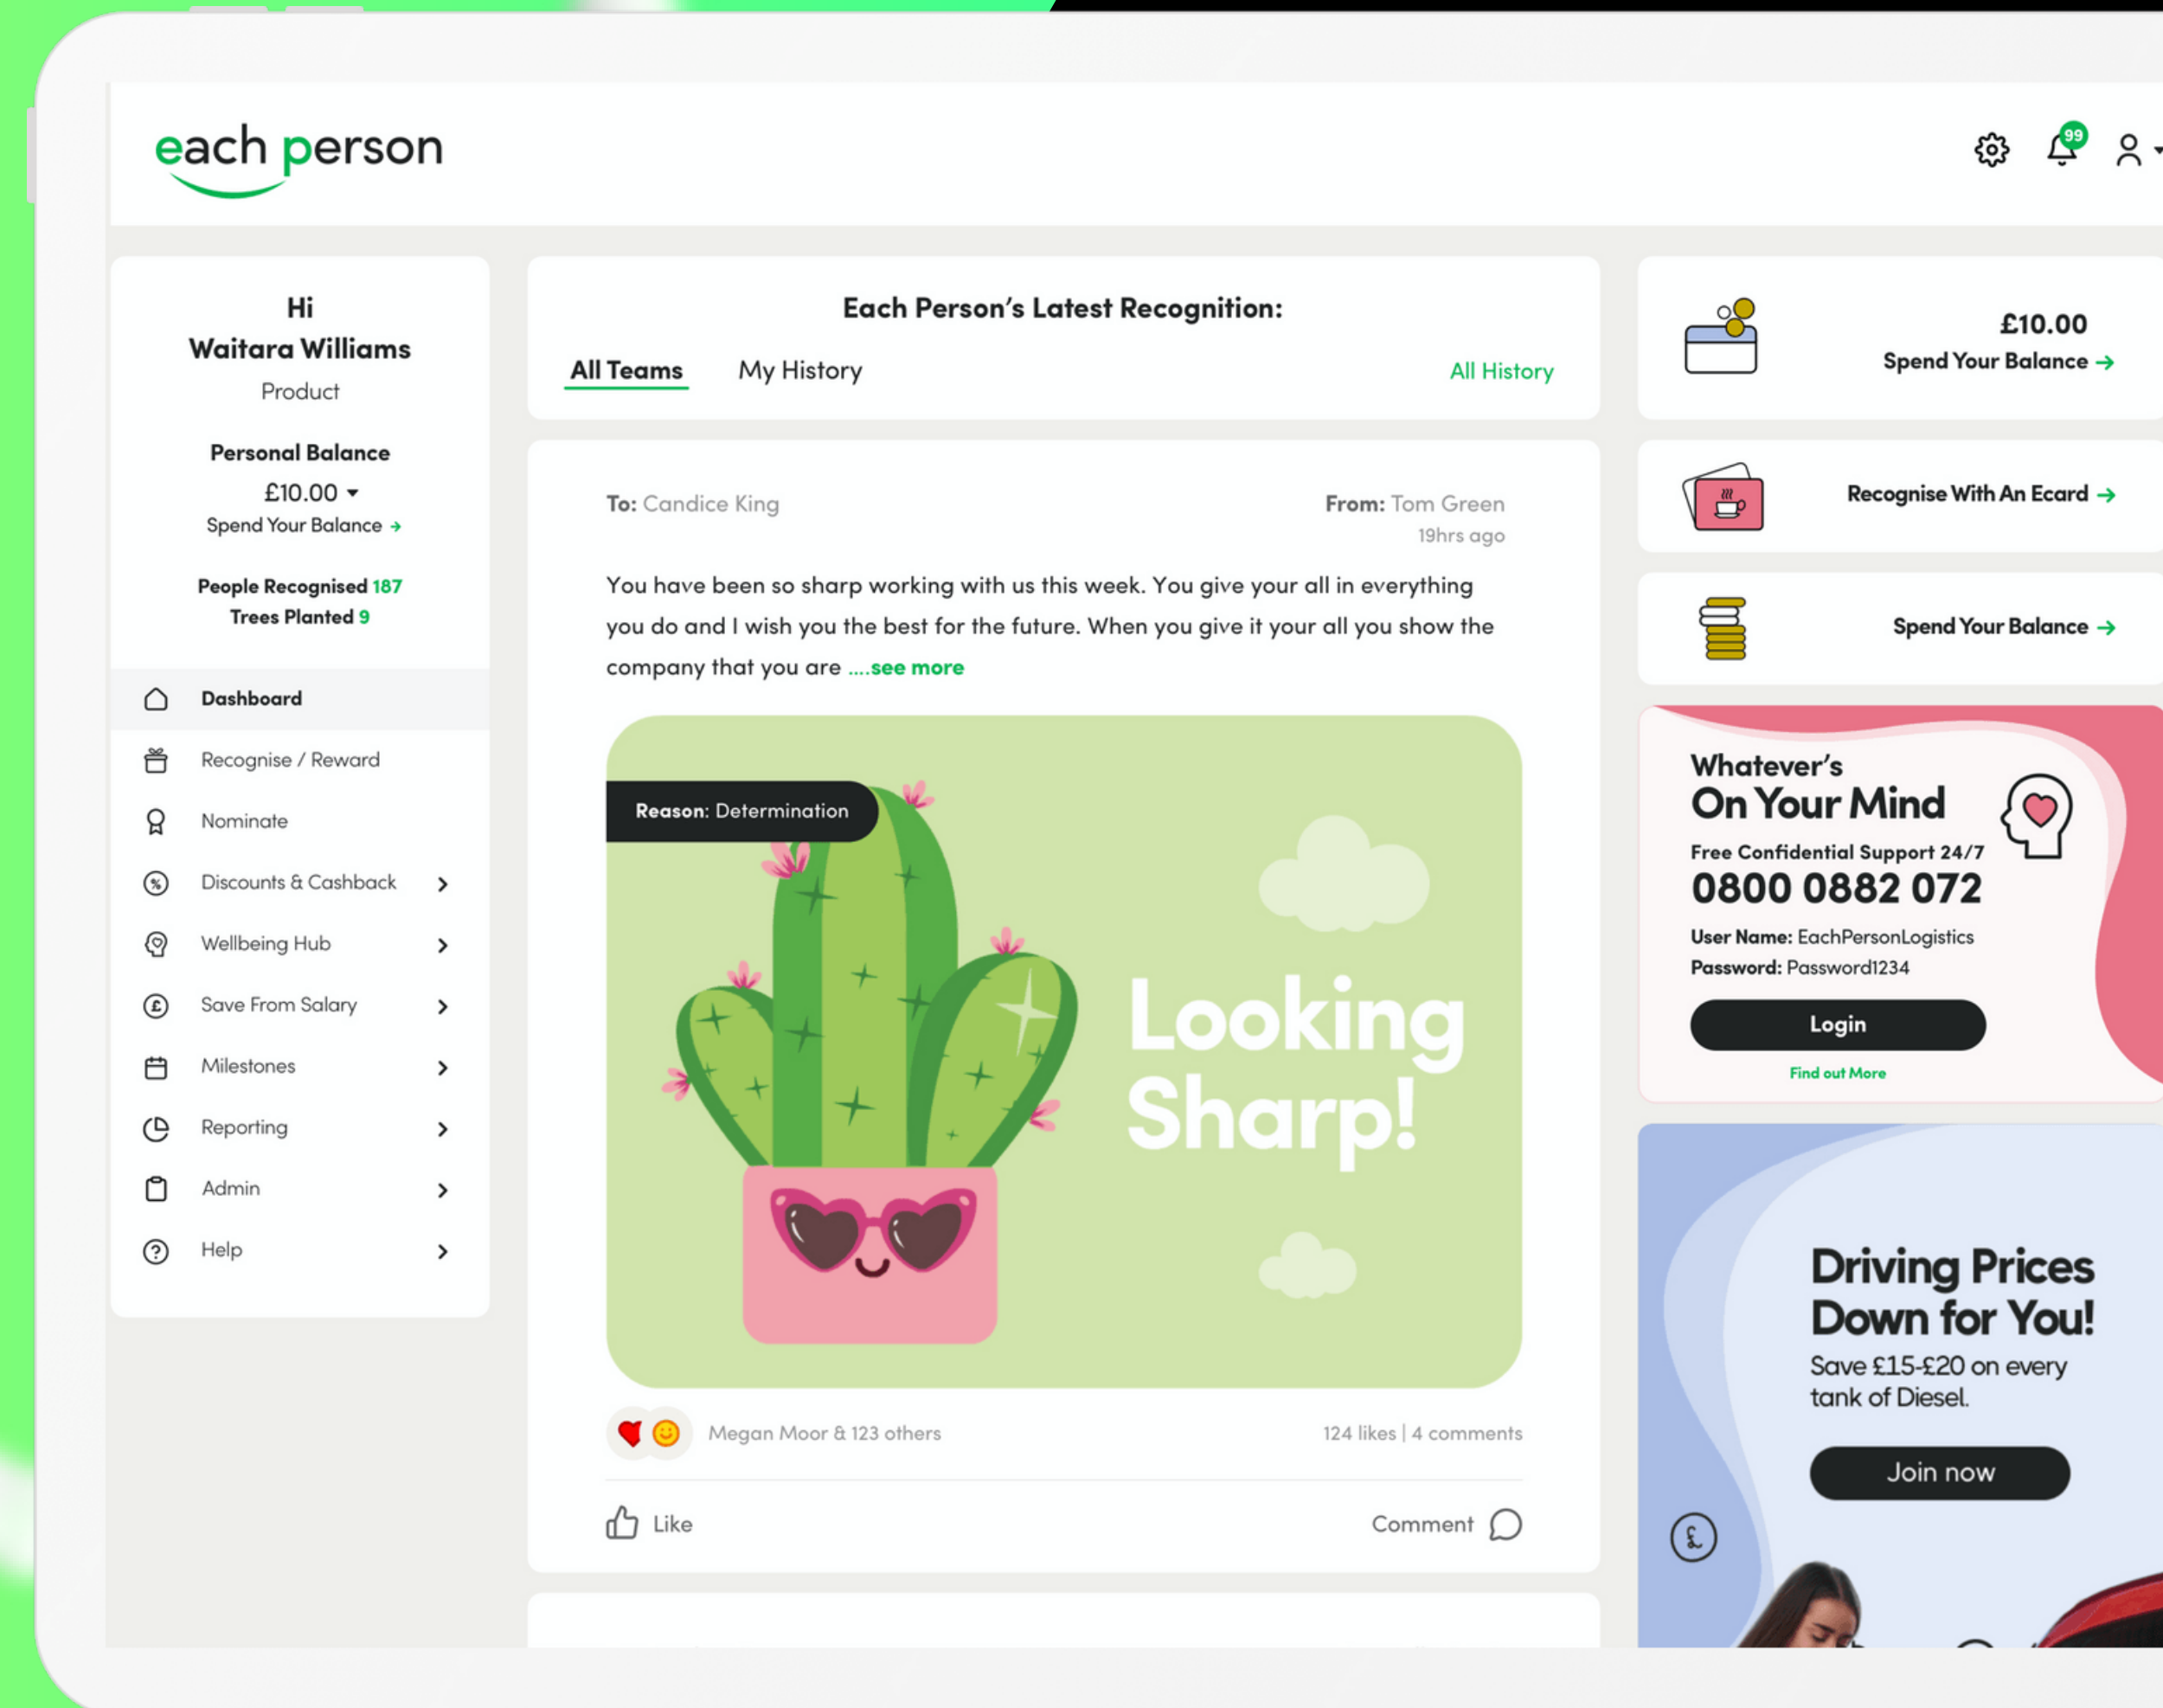 each person
99
Hi
Waitara Williams
Product
Personal Balance
£10.00
Spend Your Balance →
People Recognised 187
Trees Planted 9
Dashboard
Recognise / Reward
Nominate
Discounts & Cashback
Wellbeing Hub
Save From Salary
Milestones
Reporting
Admin
Help
Each Person's Latest Recognition:
All Teams
My History
All History
To: Candice King
From: Tom Green
19hrs ago
You have been so sharp working with us this week. You give your all in everything
you do and I wish you the best for the future. When you give it your all you show the
company that you are ....see more
Reason: Determination
Looking
Sharp!
Megan Moor & 123 others
124 likes | 4 comments
Like
Comment
£10.00
Spend Your Balance →
Recognise With An Ecard →
Spend Your Balance →
Whatever's
On Your Mind
Free Confidential Support 24/7
0800 0882 072
User Name: EachPersonLogistics
Password: Password1234
Login
Find out More
Driving Prices
Down for You!
Save £15-£20 on every
tank of Diesel.
Join now
£